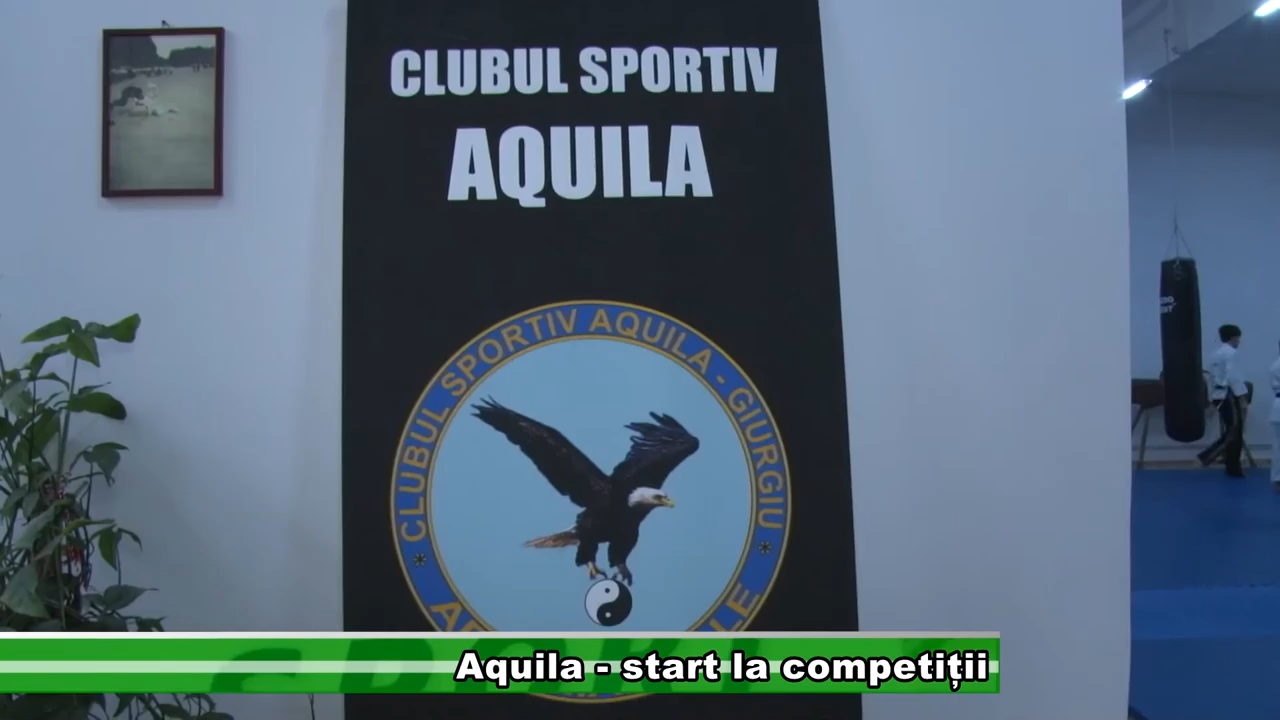 CLUBUL SPORTIV
AQUILA
CLUBUL SPORTIV AQUILA - GIURGIU
Aquila - start la competiții